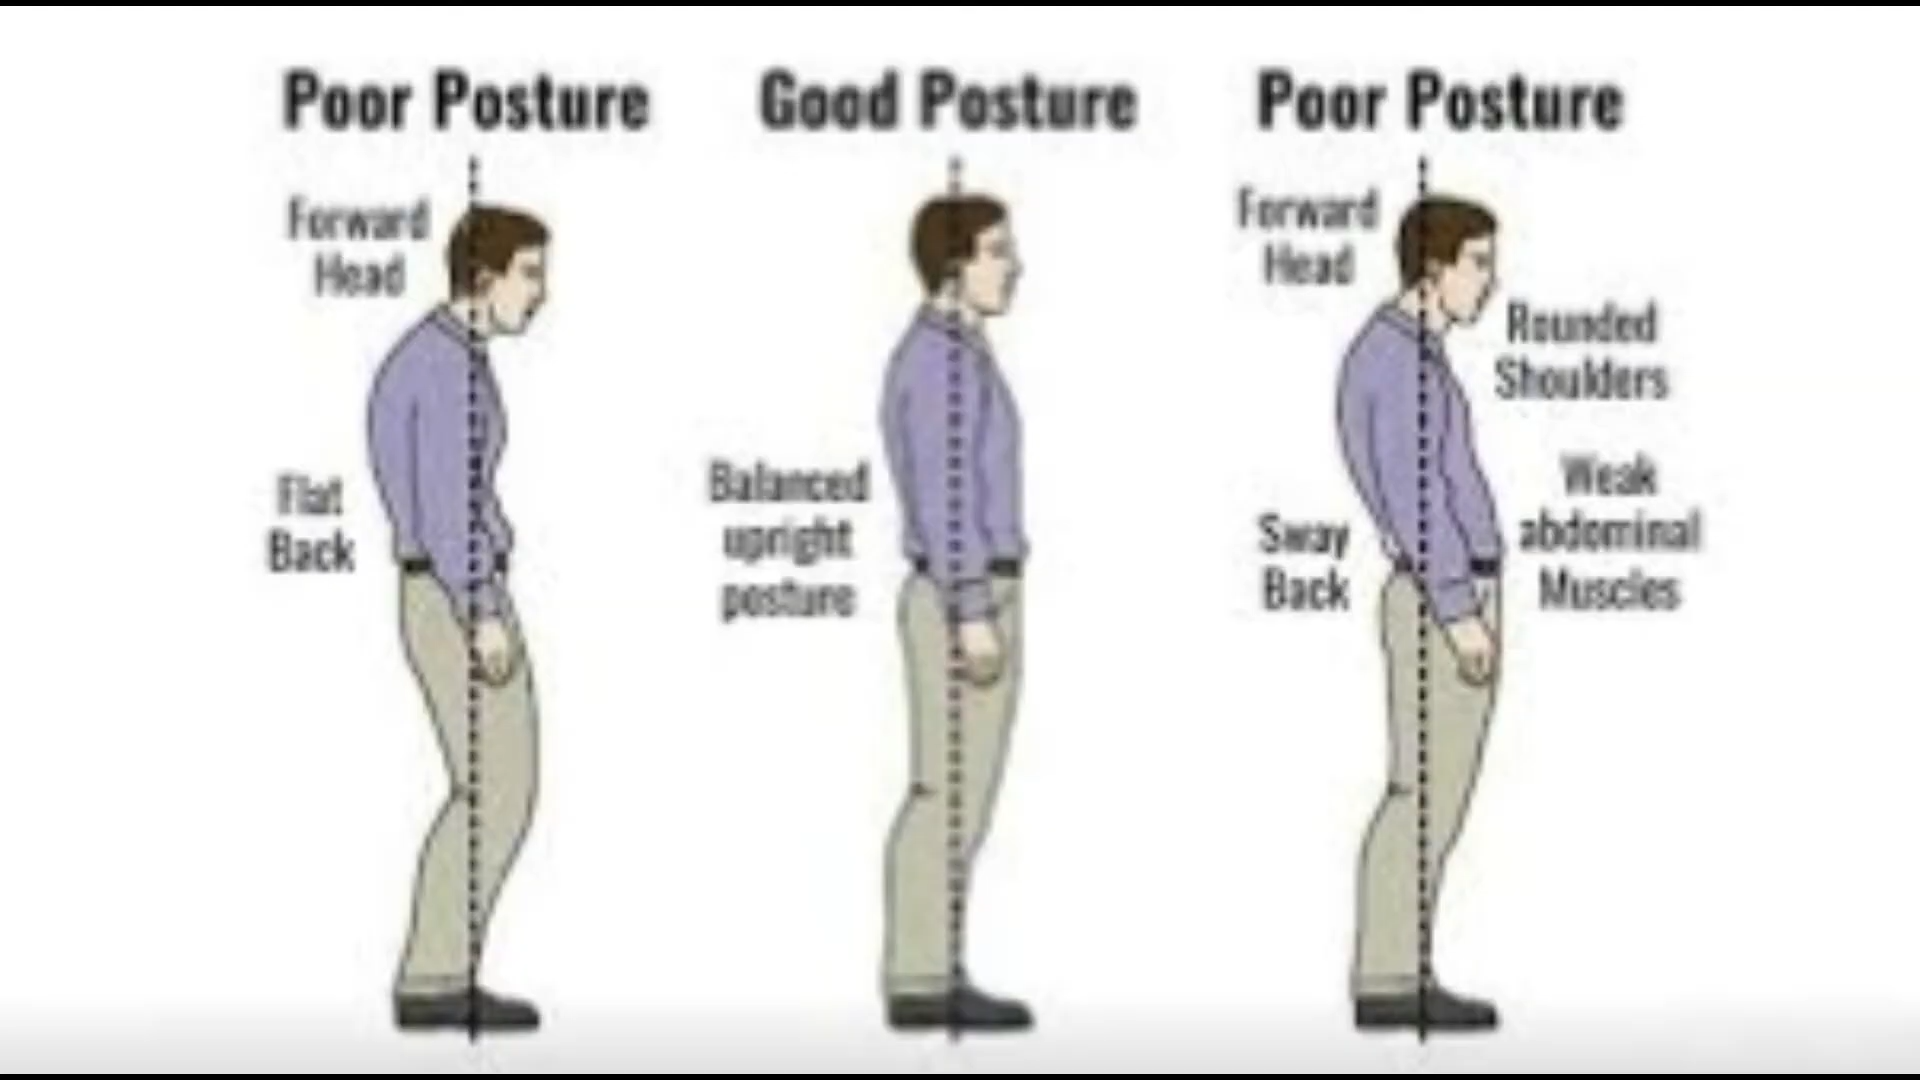 Poor Posture
Forward
Head
Flat
Back
Good Posture
Balanced
upright
posture
Poor Posture
Forward
Head
Rounded
Shoulders
Sway
Back
Weak
abdominal
Muscles